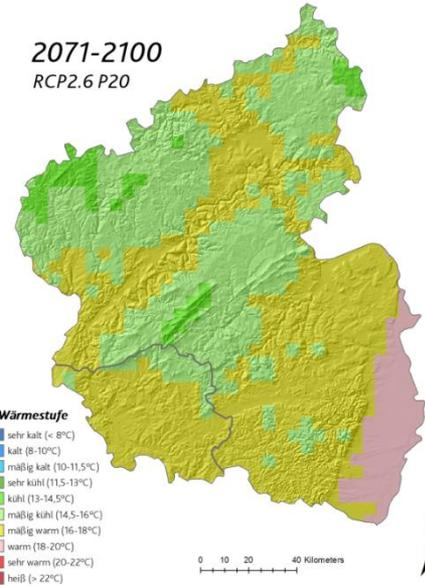 2071-2100
RCP2.6 P20
Wärmestufe
sehr kalt (< 8°C)
kalt (8-10°C)
mäßig kalt (10-11,5°C)
sehr kühl (11,5-13°C)
kühl (13-14,5°C)
mäßig kühl (14,5-16°C)
mäßig warm (16-18°C)
warm (18-20°C)
sehr warm (20-22°C)
heiß (> 22°C)
0 10 20 40 Kilometers